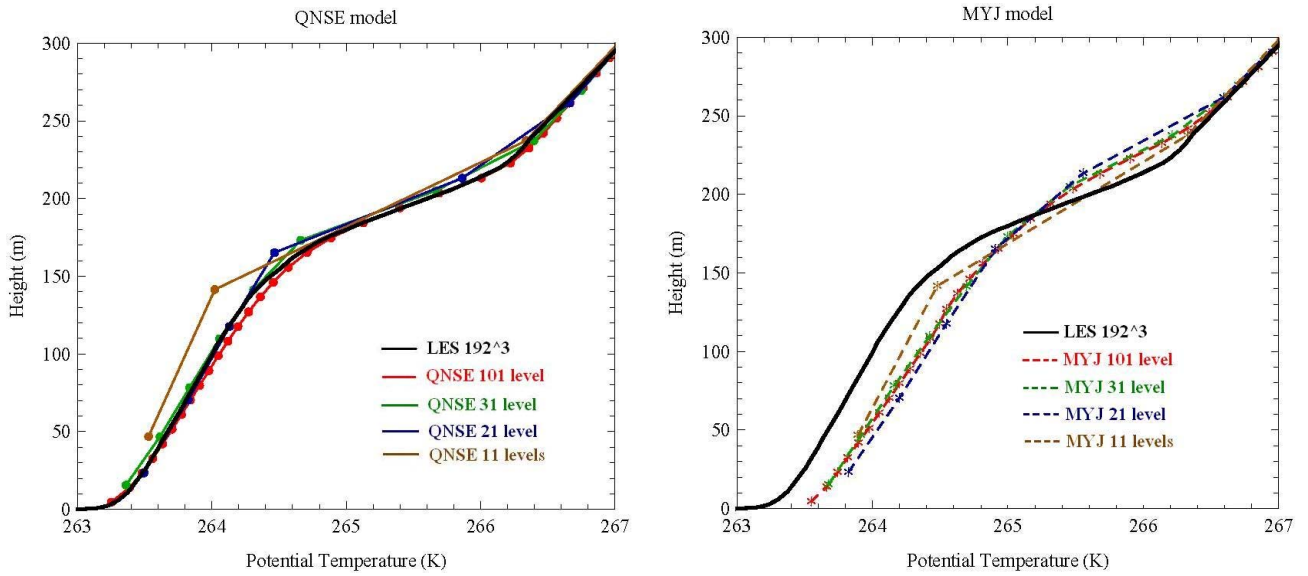 QNSE model
300
250
200
150
100
50
0
263
264
265
266
267
Height (m)
Potential Temperature (K)
LES 192^3
QNSE 101 level
QNSE 31 level
QNSE 21 level
QNSE 11 levels
MYJ model
300
250
200
150
100
50
0
263
264
265
266
267
Height (m)
Potential Temperature (K)
LES 192^3
MYJ 101 level
MYJ 31 level
MYJ 21 level
MYJ 11 levels